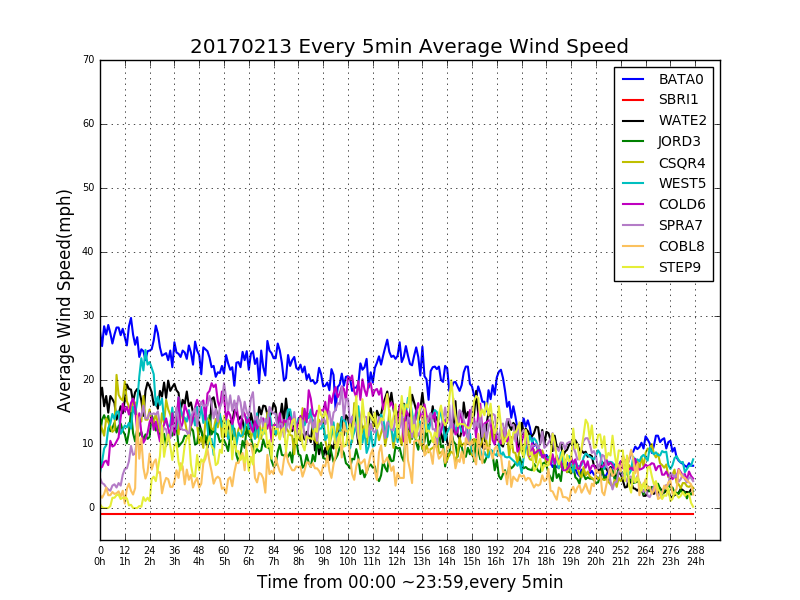 20170213 Every 5min Average Wind Speed
70
60
50
40
30
20
10
0
Average Wind Speed(mph)
BATA0
SBRI1
WATE2
JORD3
CSQR4
WEST5
COLD6
SPRA7
COBL8
STEP9
0 12 24 36 48 60 72 84 96 108 120 132 144 156 168 180 192 204 216 228 240 252 264 276 288
0h 1h 2h 3h 4h 5h 6h 7h 8h 9h 10h 11h 12h 13h 14h 15h 16h 17h 18h 19h 20h 21h 22h 23h 24h
Time from 00:00 ~23:59,every 5min